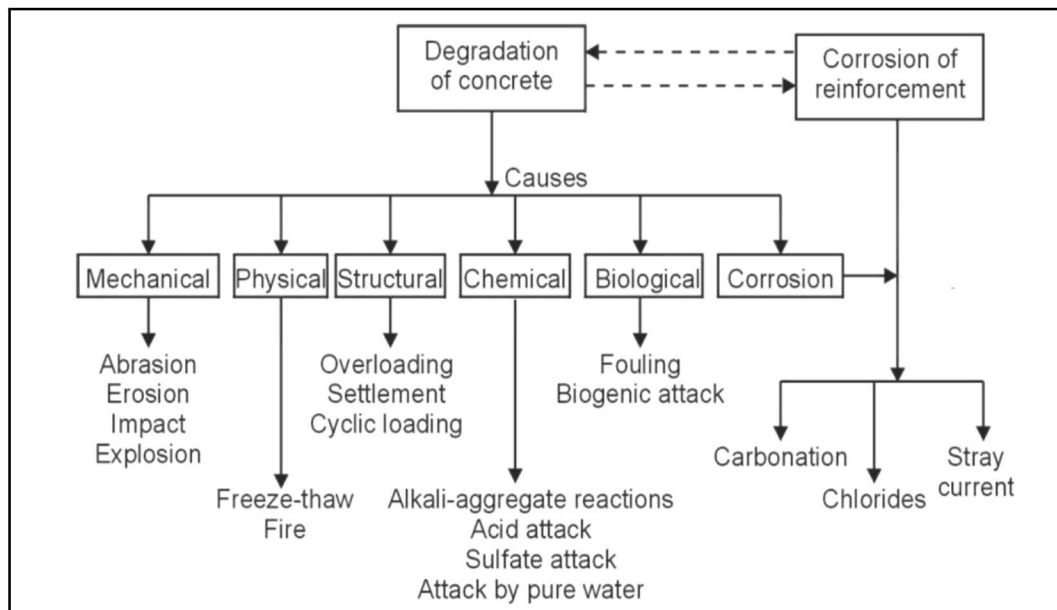 Degradation
of concrete
Corrosion of
reinforcement
Causes
Mechanical
Physical
Structural
Chemical
Biological
Corrosion
Abrasion
Erosion
Impact
Explosion
Freeze-thaw
Fire
Overloading
Settlement
Cyclic loading
Alkali-aggregate reactions
Acid attack
Sulfate attack
Attack by pure water
Fouling
Biogenic attack
Carbonation
Chlorides
Stray
current